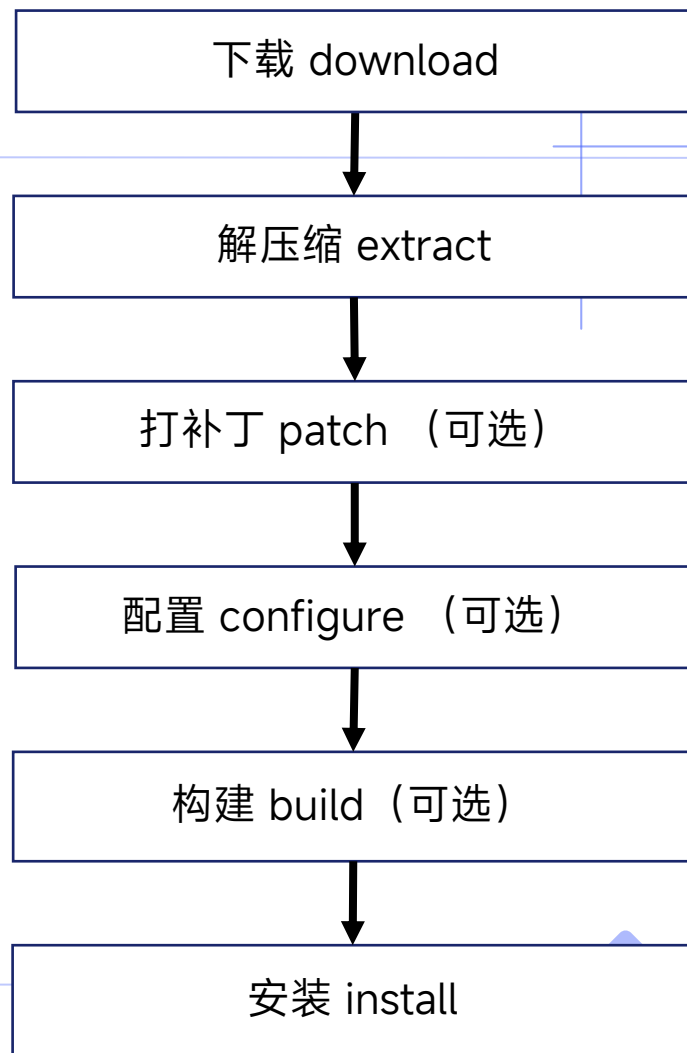 下载 download
解压缩 extract
打补丁 patch （可选）
配置 configure （可选）
构建 build（可选）
安装 install